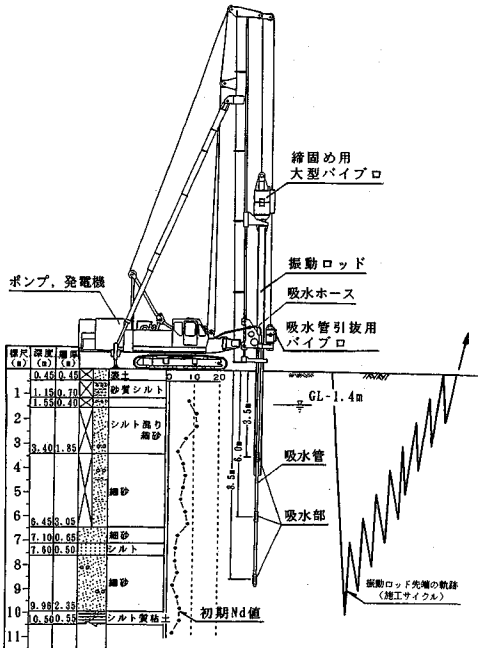 締固め用
大型バイブロ
振動ロッド
吸水ホース
ポンプ, 発電機
吸水管引抜用
バイブロ
標尺 深度 層厚
(m) (m) (m)
0.45 0.45 表土
0 10 20
1 1.15 0.70 砂質シルト
1.55 0.40
GL-1.4m
2 シルト混り
細砂
3 3.40 1.85
3.5m
6.0m
8.5m
4
吸水管
5 細砂
吸水部
6 6.45 3.05
7 7.10 0.65 細砂
7.60 0.50 シルト
8
9 細砂
振動ロッド先端の軌跡
(施工サイクル)
10 9.96 2.35
初期Nd値
10.50 0.55 シルト質粘土
11